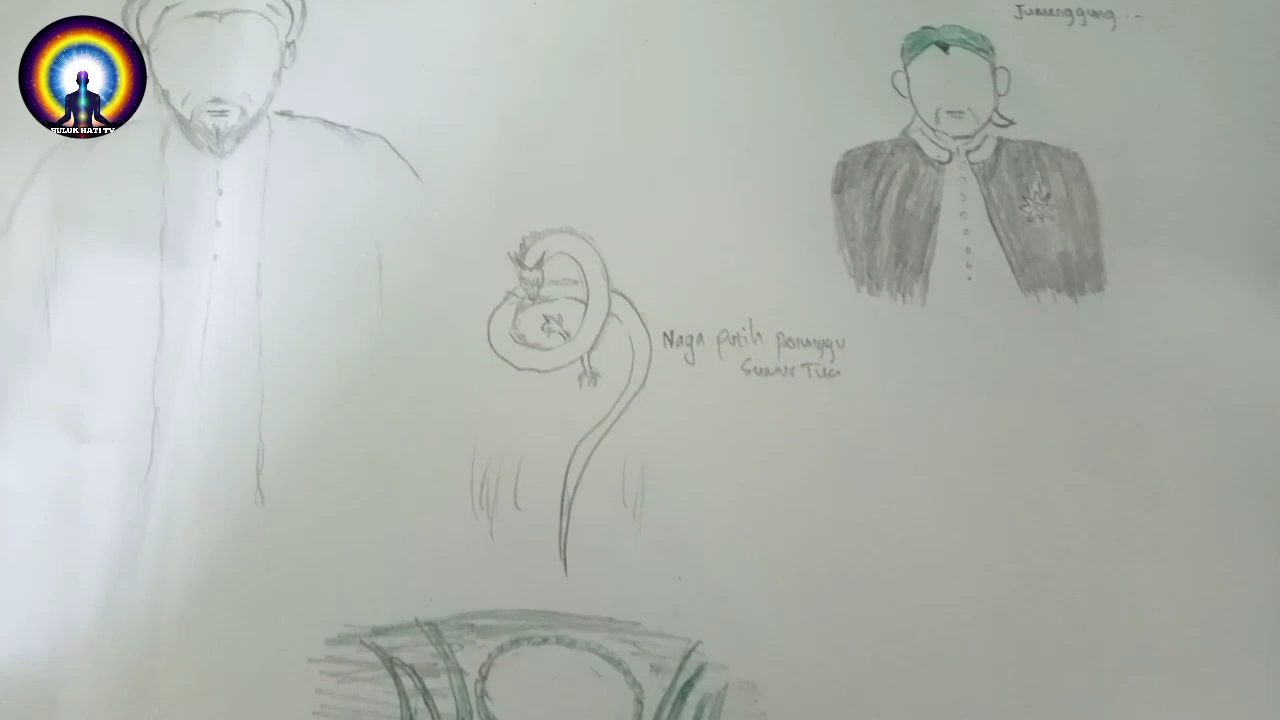 SULUK HATI TV
Jumenggung --
Naga putih penunggu
Sumur Tua